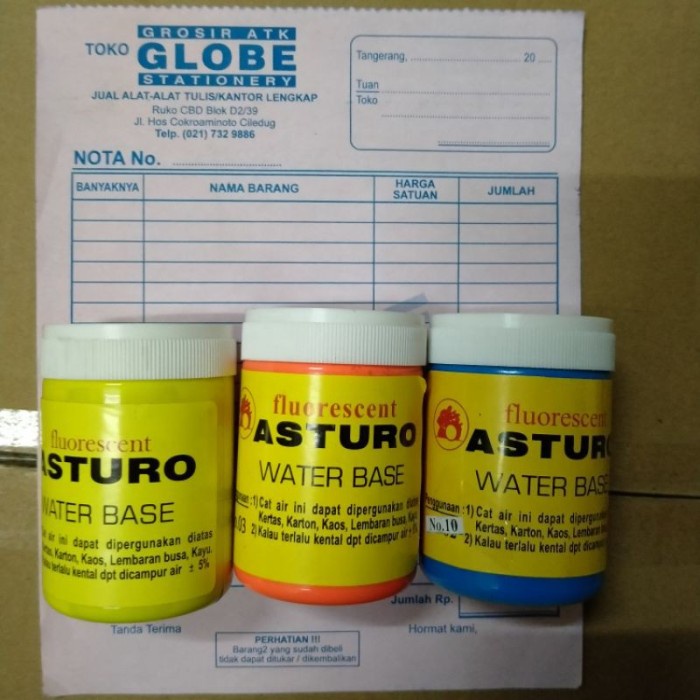 GROSIR ATK
TOKO GLOBE
STATIONERY
JUAL ALAT-ALAT TULIS/KANTOR LENGKAP
Ruko CBD Blok D2/39
Jl. Hos Cokroaminoto Ciledug
Telp. (021) 732 9886
Tangerang, 20
Tuan
Toko
NOTA No.
BANYAKNYA NAMA BARANG HARGA SATUAN JUMLAH
fluorescent
ASTURO
WATER BASE
air ini dapat dipergunakan diatas
Karton, Kaos, Lembaran busa, Kayu.
terlalu kental dpt dicampur air ± 5%
fluorescent
ASTURO
WATER BASE
1) Cat air ini dapat dipergunakan
Kertas, Karton, Kaos, Lembaran busa,
03 2) Kalau terlalu kental dpt dicampur air
fluorescent
ASTURO
WATER BASE
Penggunaan : 1) Cat air ini dapat dipergunakan
Kertas, Karton, Kaos, Lembaran
No.10
2) Kalau terlalu kental dpt dicampur
Jumlah Rp.
Tanda Terima
Hormat kami,
PERHATIAN !!!
Barang2 yang sudah dibeli
tidak dapat ditukar / dikembalikan